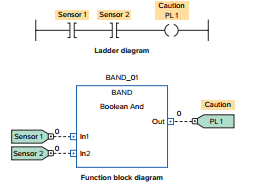 Caution
Sensor 1 Sensor 2 PL 1
Ladder diagram
BAND_01
BAND
Boolean And
Caution
Out 0 PL 1
Sensor 1 0 In1
Sensor 2 0 In2
Function block diagram